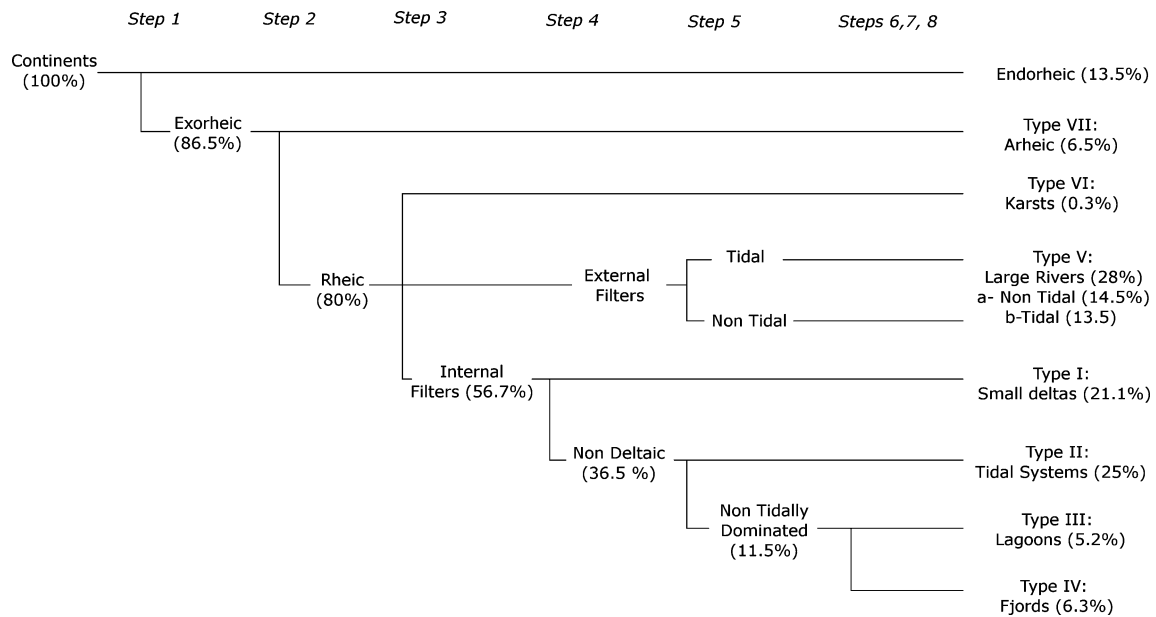 Step 1
Step 2
Step 3
Step 4
Step 5
Steps 6,7, 8
Continents
(100%)
Endorheic (13.5%)
Exorheic
(86.5%)
Type VII:
Arheic (6.5%)
Type VI:
Karsts (0.3%)
Rheic
(80%)
External
Filters
Tidal
Non Tidal
Type V:
Large Rivers (28%)
a- Non Tidal (14.5%)
b-Tidal (13.5)
Internal
Filters (56.7%)
Type I:
Small deltas (21.1%)
Non Deltaic
(36.5 %)
Type II:
Tidal Systems (25%)
Non Tidally
Dominated
(11.5%)
Type III:
Lagoons (5.2%)
Type IV:
Fjords (6.3%)